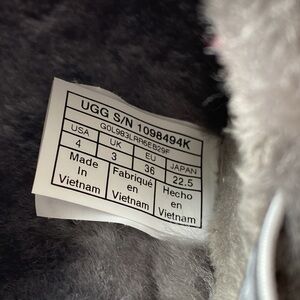 UGG S/N 1098494K
G0L983LRR6EB29F
USA UK EU JAPAN
4 3 36 22.5
Made Fabriqué Hecho
in en en
Vietnam Vietnam Vietnam